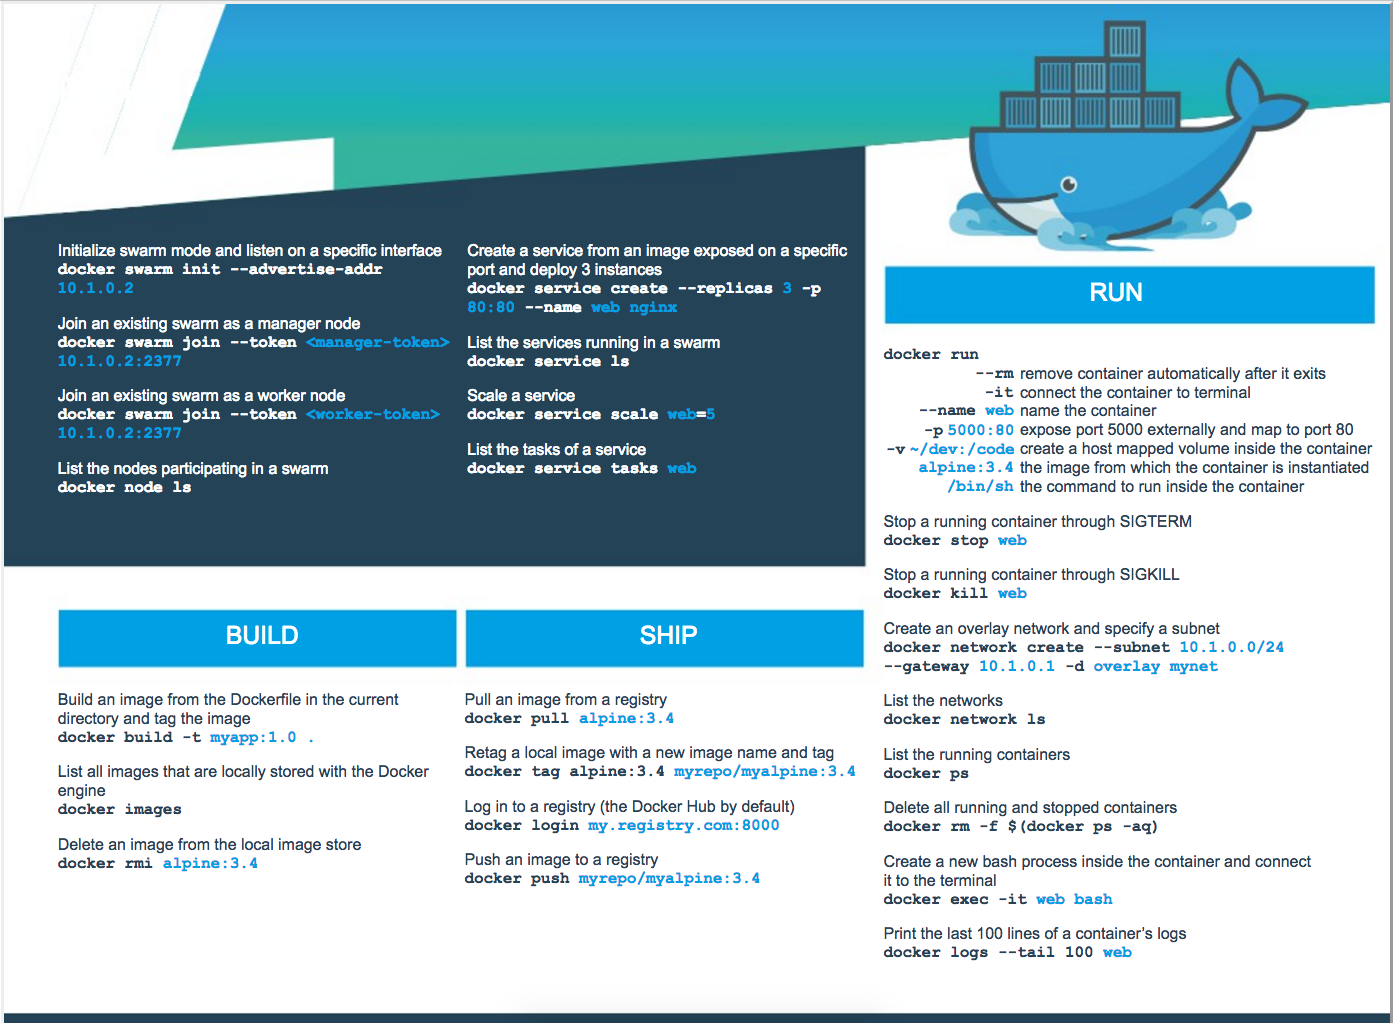 Initialize swarm mode and listen on a specific interface
docker swarm init --advertise-addr
10.1.0.2
Join an existing swarm as a manager node
docker swarm join --token <manager-token>
10.1.0.2:2377
Join an existing swarm as a worker node
docker swarm join --token <worker-token>
10.1.0.2:2377
List the nodes participating in a swarm
docker node ls
Create a service from an image exposed on a specific
port and deploy 3 instances
docker service create --replicas 3 -p
80:80 --name web nginx
List the services running in a swarm
docker service ls
Scale a service
docker service scale web=5
List the tasks of a service
docker service tasks web
BUILD
Build an image from the Dockerfile in the current
directory and tag the image
docker build -t myapp:1.0 .
List all images that are locally stored with the Docker
engine
docker images
Delete an image from the local image store
docker rmi alpine:3.4
SHIP
Pull an image from a registry
docker pull alpine:3.4
Retag a local image with a new image name and tag
docker tag alpine:3.4 myrepo/myalpine:3.4
Log in to a registry (the Docker Hub by default)
docker login my.registry.com:8000
Push an image to a registry
docker push myrepo/myalpine:3.4
RUN
docker run
--rm remove container automatically after it exits
-it connect the container to terminal
--name web name the container
-p 5000:80 expose port 5000 externally and map to port 80
-v ~/dev:/code create a host mapped volume inside the container
alpine:3.4 the image from which the container is instantiated
/bin/sh the command to run inside the container
Stop a running container through SIGTERM
docker stop web
Stop a running container through SIGKILL
docker kill web
Create an overlay network and specify a subnet
docker network create --subnet 10.1.0.0/24
--gateway 10.1.0.1 -d overlay mynet
List the networks
docker network ls
List the running containers
docker ps
Delete all running and stopped containers
docker rm -f $(docker ps -aq)
Create a new bash process inside the container and connect
it to the terminal
docker exec -it web bash
Print the last 100 lines of a container's logs
docker logs --tail 100 web